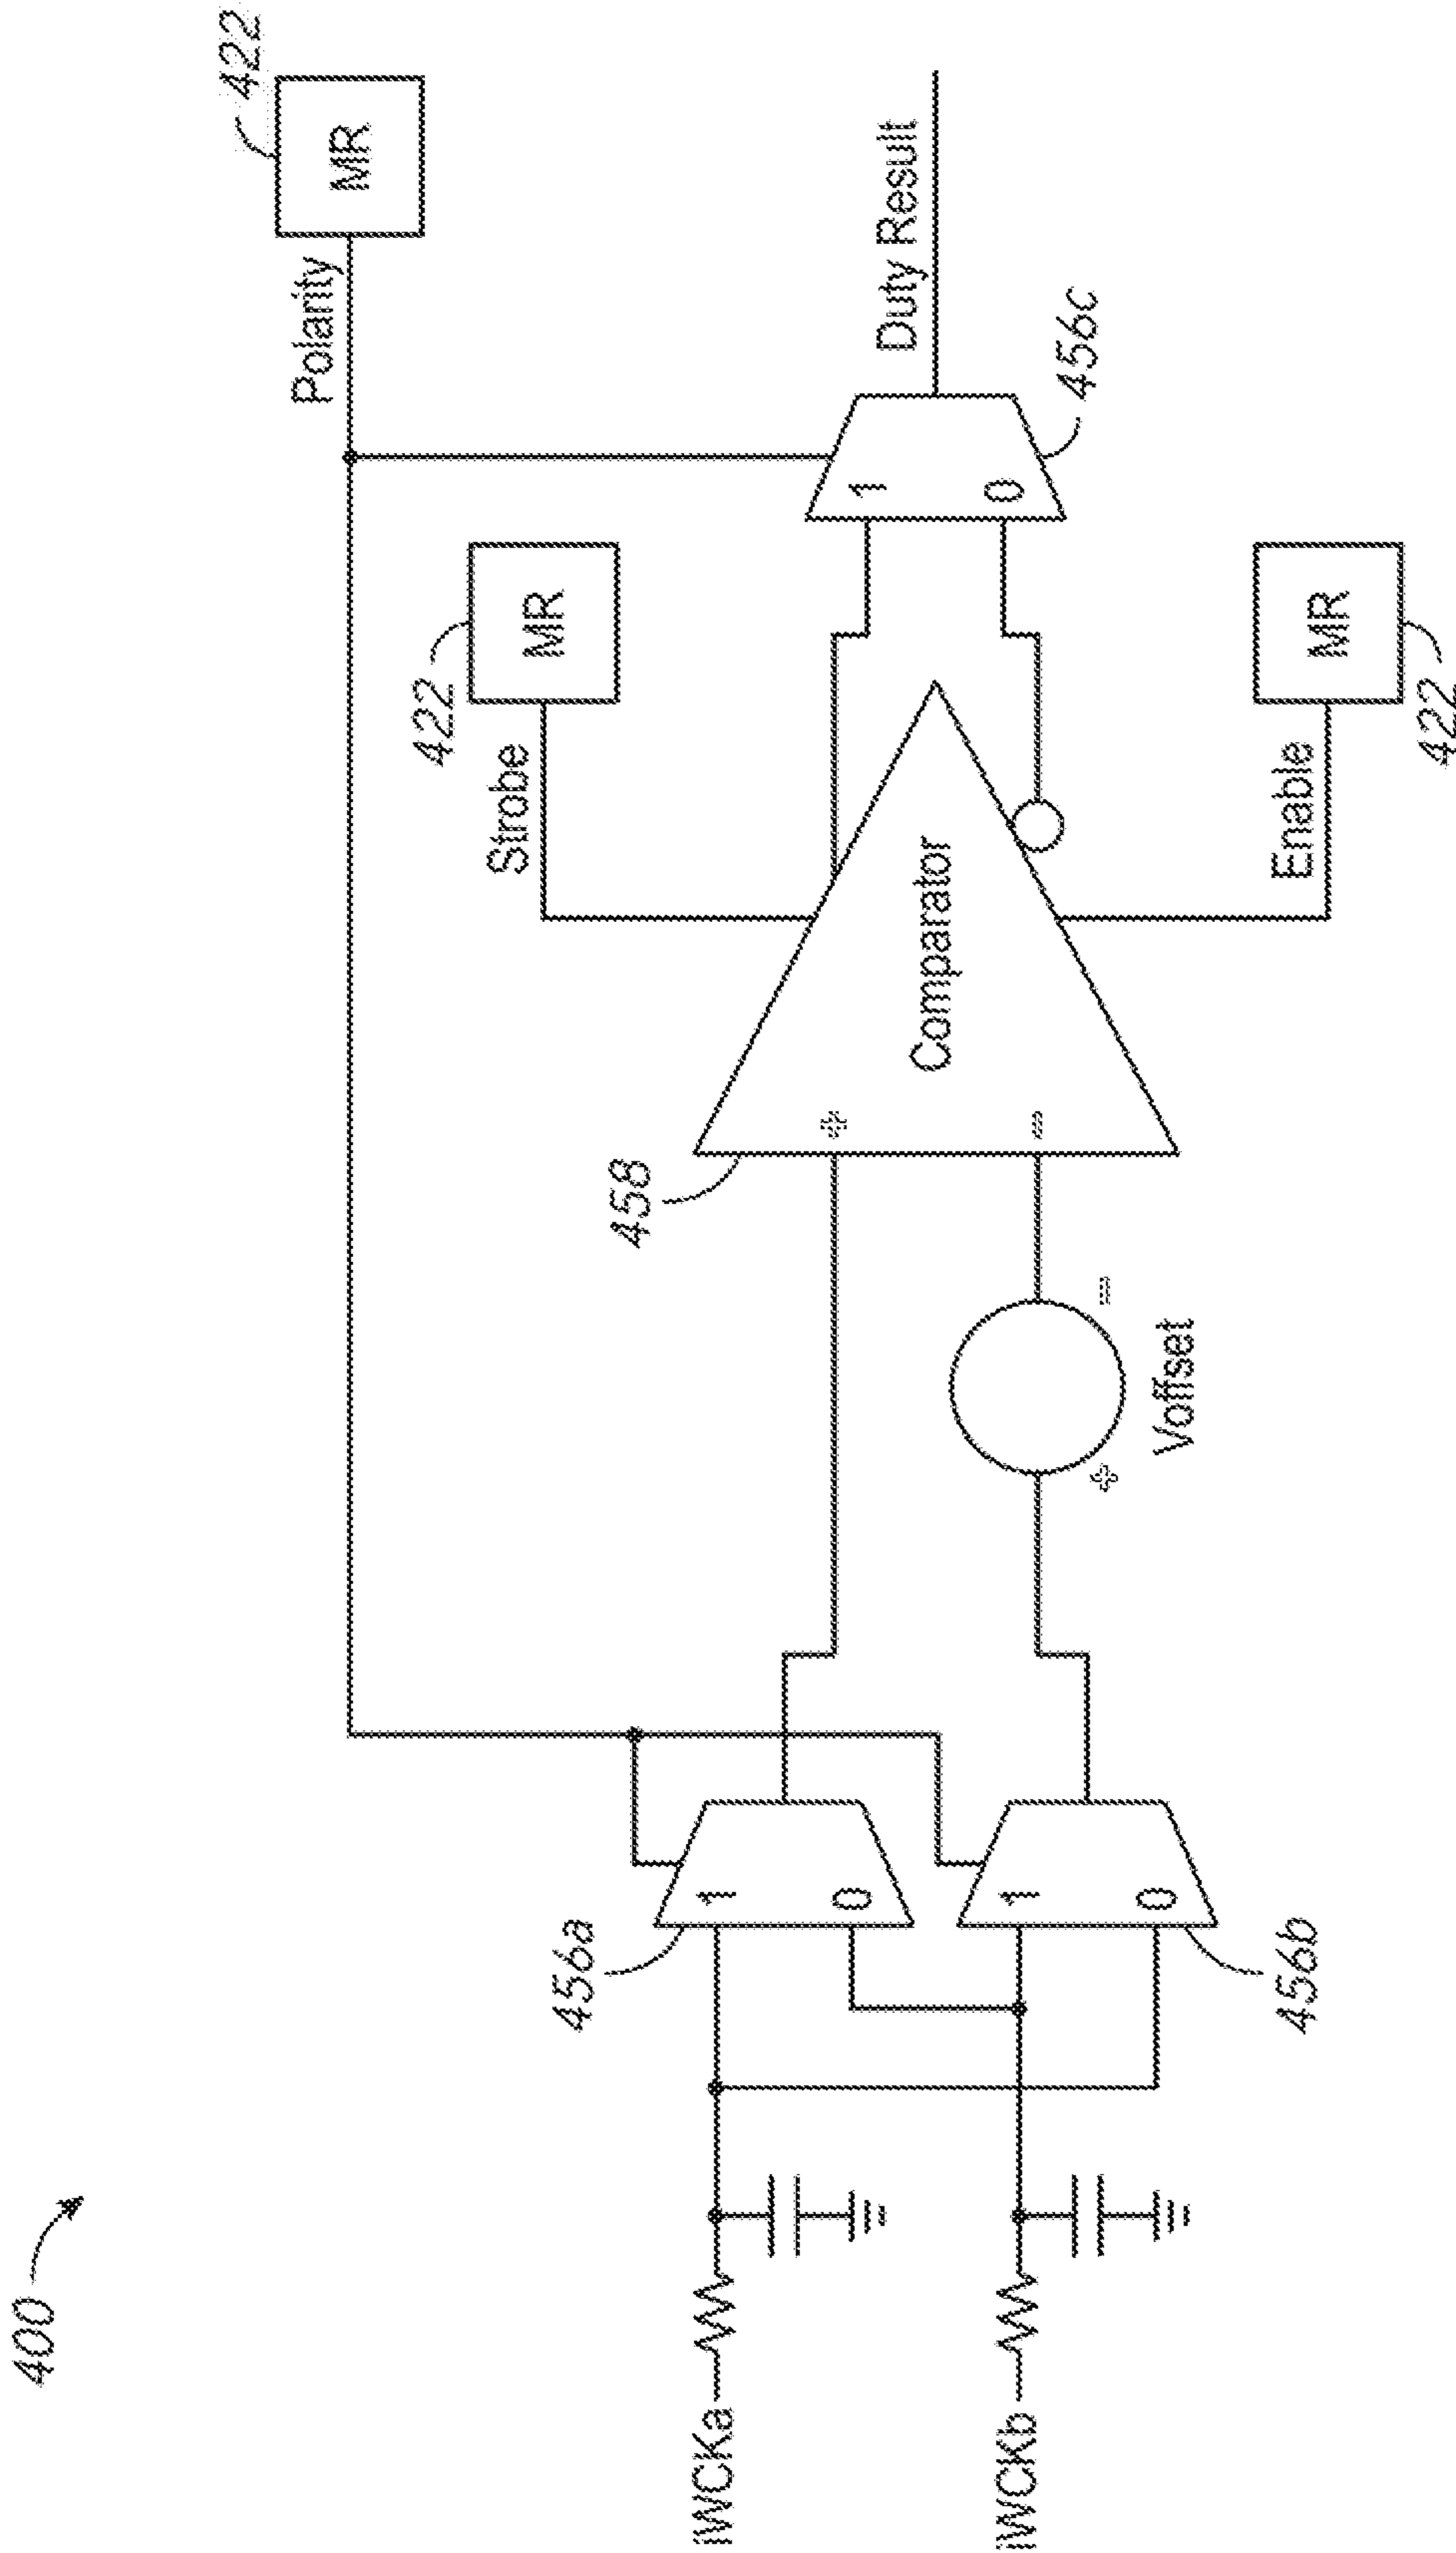 400
422
MR
Polarity
422
MR
Strobe
Duty Result
456c
1
0
458
Comparator
+
-
422
MR
Enable
+
-
Voffset
456a
1
0
456b
1
0
iWCKa
iWCKb